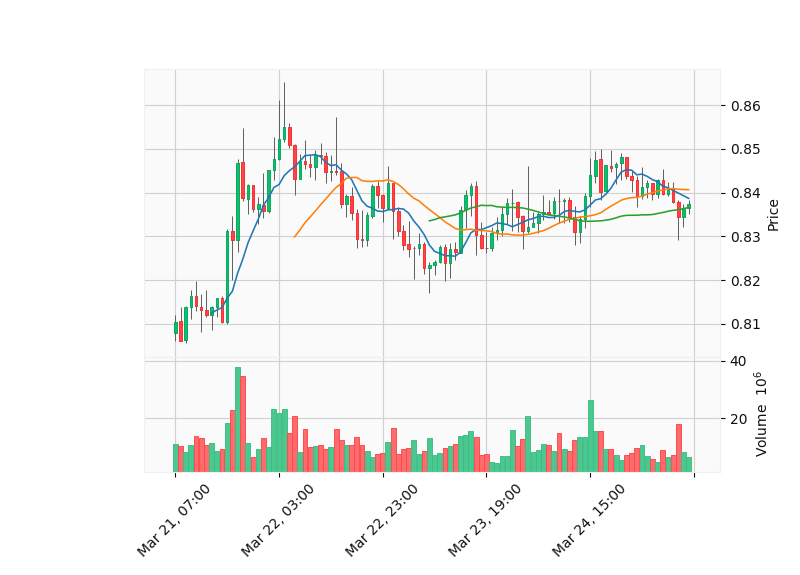 0.86
0.85
0.84
0.83
0.82
0.81
Price
40
20
Volume 10^6
Mar 21, 07:00
Mar 22, 03:00
Mar 22, 23:00
Mar 23, 19:00
Mar 24, 15:00